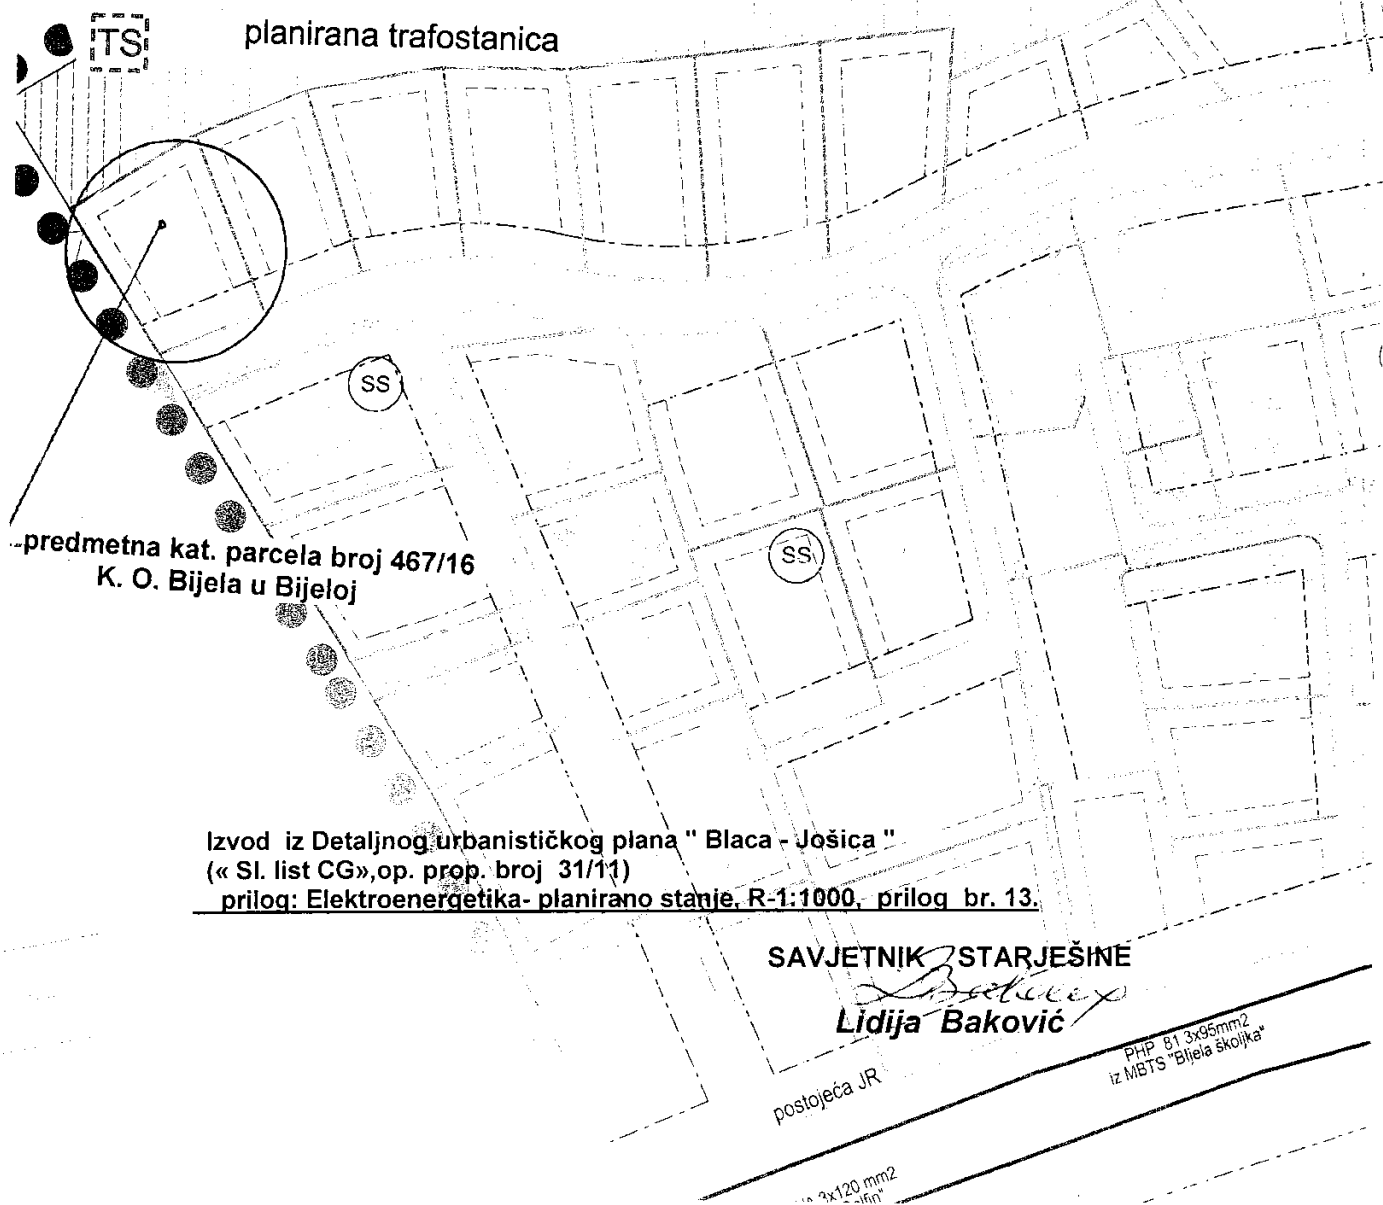 TS
planirana trafostanica
SS
-predmetna kat. parcela broj 467/16
K. O. Bijela u Bijeloj
SS
Izvod iz Detaljnog urbanističkog plana " Blaca - Jošica "
(« Sl. list CG»,op. prop. broj 31/11)
prilog: Elektroenergetika- planirano stanje, R-1:1000, prilog br. 13.
SAVJETNIK STARJEŠINE
Lidija Baković
PHP 81 3x95mm2
iz MBTS "Bijela školjka"
postojeća JR
3x120 mm2